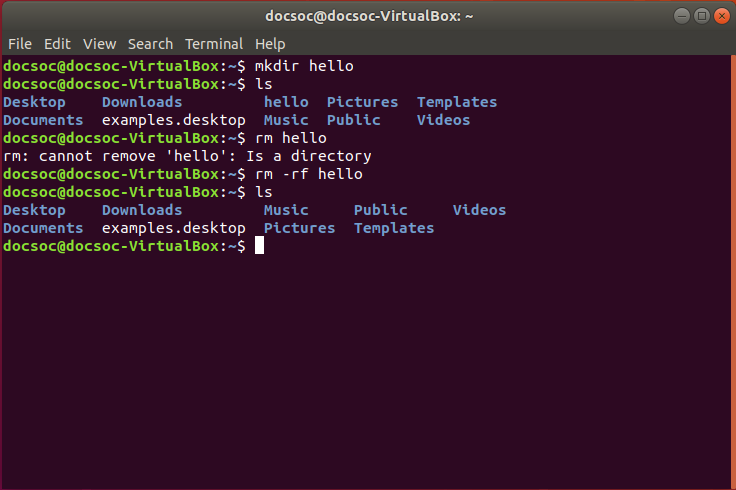 docsoc@docsoc-VirtualBox: ~
File Edit View Search Terminal Help
docsoc@docsoc-VirtualBox:~$ mkdir hello
docsoc@docsoc-VirtualBox:~$ ls
Desktop    Downloads         hello  Pictures  Templates
Documents  examples.desktop  Music  Public    Videos
docsoc@docsoc-VirtualBox:~$ rm hello
rm: cannot remove 'hello': Is a directory
docsoc@docsoc-VirtualBox:~$ rm -rf hello
docsoc@docsoc-VirtualBox:~$ ls
Desktop    Downloads         Music     Public     Videos
Documents  examples.desktop  Pictures  Templates
docsoc@docsoc-VirtualBox:~$